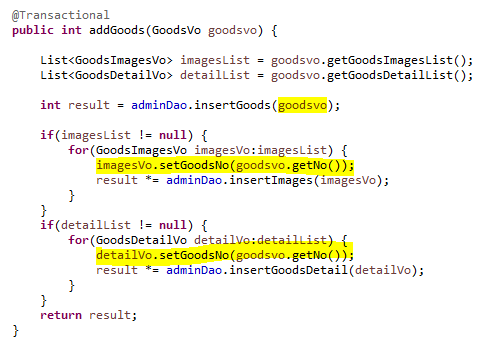 @Transactional
public int addGoods(GoodsVo goodsvo) {
List<GoodsImagesVo> imagesList = goodsvo.getGoodsImagesList();
List<GoodsDetailVo> detailList = goodsvo.getGoodsDetailList();
int result = adminDao.insertGoods(goodsvo);
if(imagesList != null) {
for(GoodsImagesVo imagesVo:imagesList) {
imagesVo.setGoodsNo(goodsvo.getNo());
result *= adminDao.insertImages(imagesVo);
}
}
if(detailList != null) {
for(GoodsDetailVo detailVo:detailList) {
detailVo.setGoodsNo(goodsvo.getNo());
result *= adminDao.insertGoodsDetail(detailVo);
}
}
return result;
}